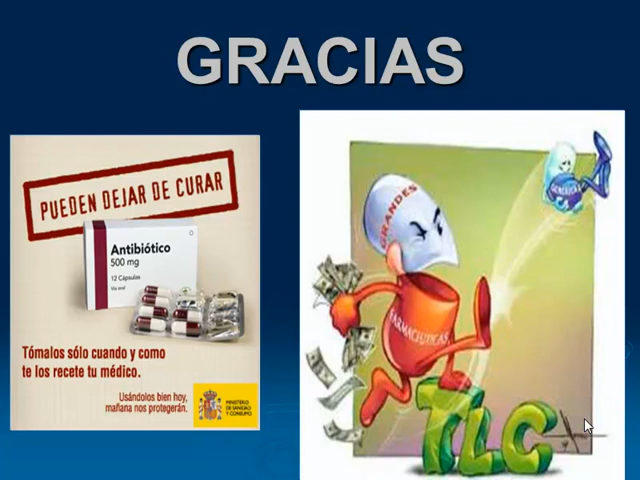 GRACIAS
PUEDEN DEJAR DE CURAR
Antibiótico
500 mg
12 Cápsulas
Vía oral
Tómalos sólo cuando y como
te los recete tu médico.
Usándolos bien hoy,
mañana nos protegerán.
MINISTERIO
DE SANIDAD
Y CONSUMO
GRANDES
FARMACEUTICAS
TLC